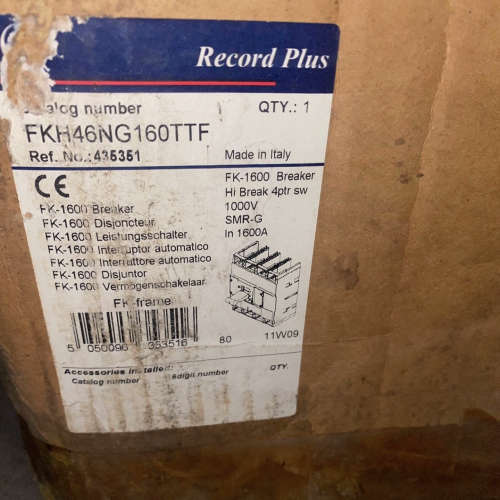 Record Plus
Catalog number
QTY.: 1
FKH46NG160TTF
Ref. No.: 435351
Made in Italy
CE
FK-1600 Breaker
FK-1600 Disjoncteur
FK-1600 Leistungsschalter
FK-1600 Interruptor automatico
FK-1600 Interruttore automatico
FK-1600 Disjuntor
FK-1600 Vermogenschakelaar
FK-1600 Breaker
Hi Break 4ptr sw
1000V
SMR-G
In 1600A
FK-frame
5 050096 353516
80
11W09
Accessories installed:
QTY.
Catalog number
6digit number